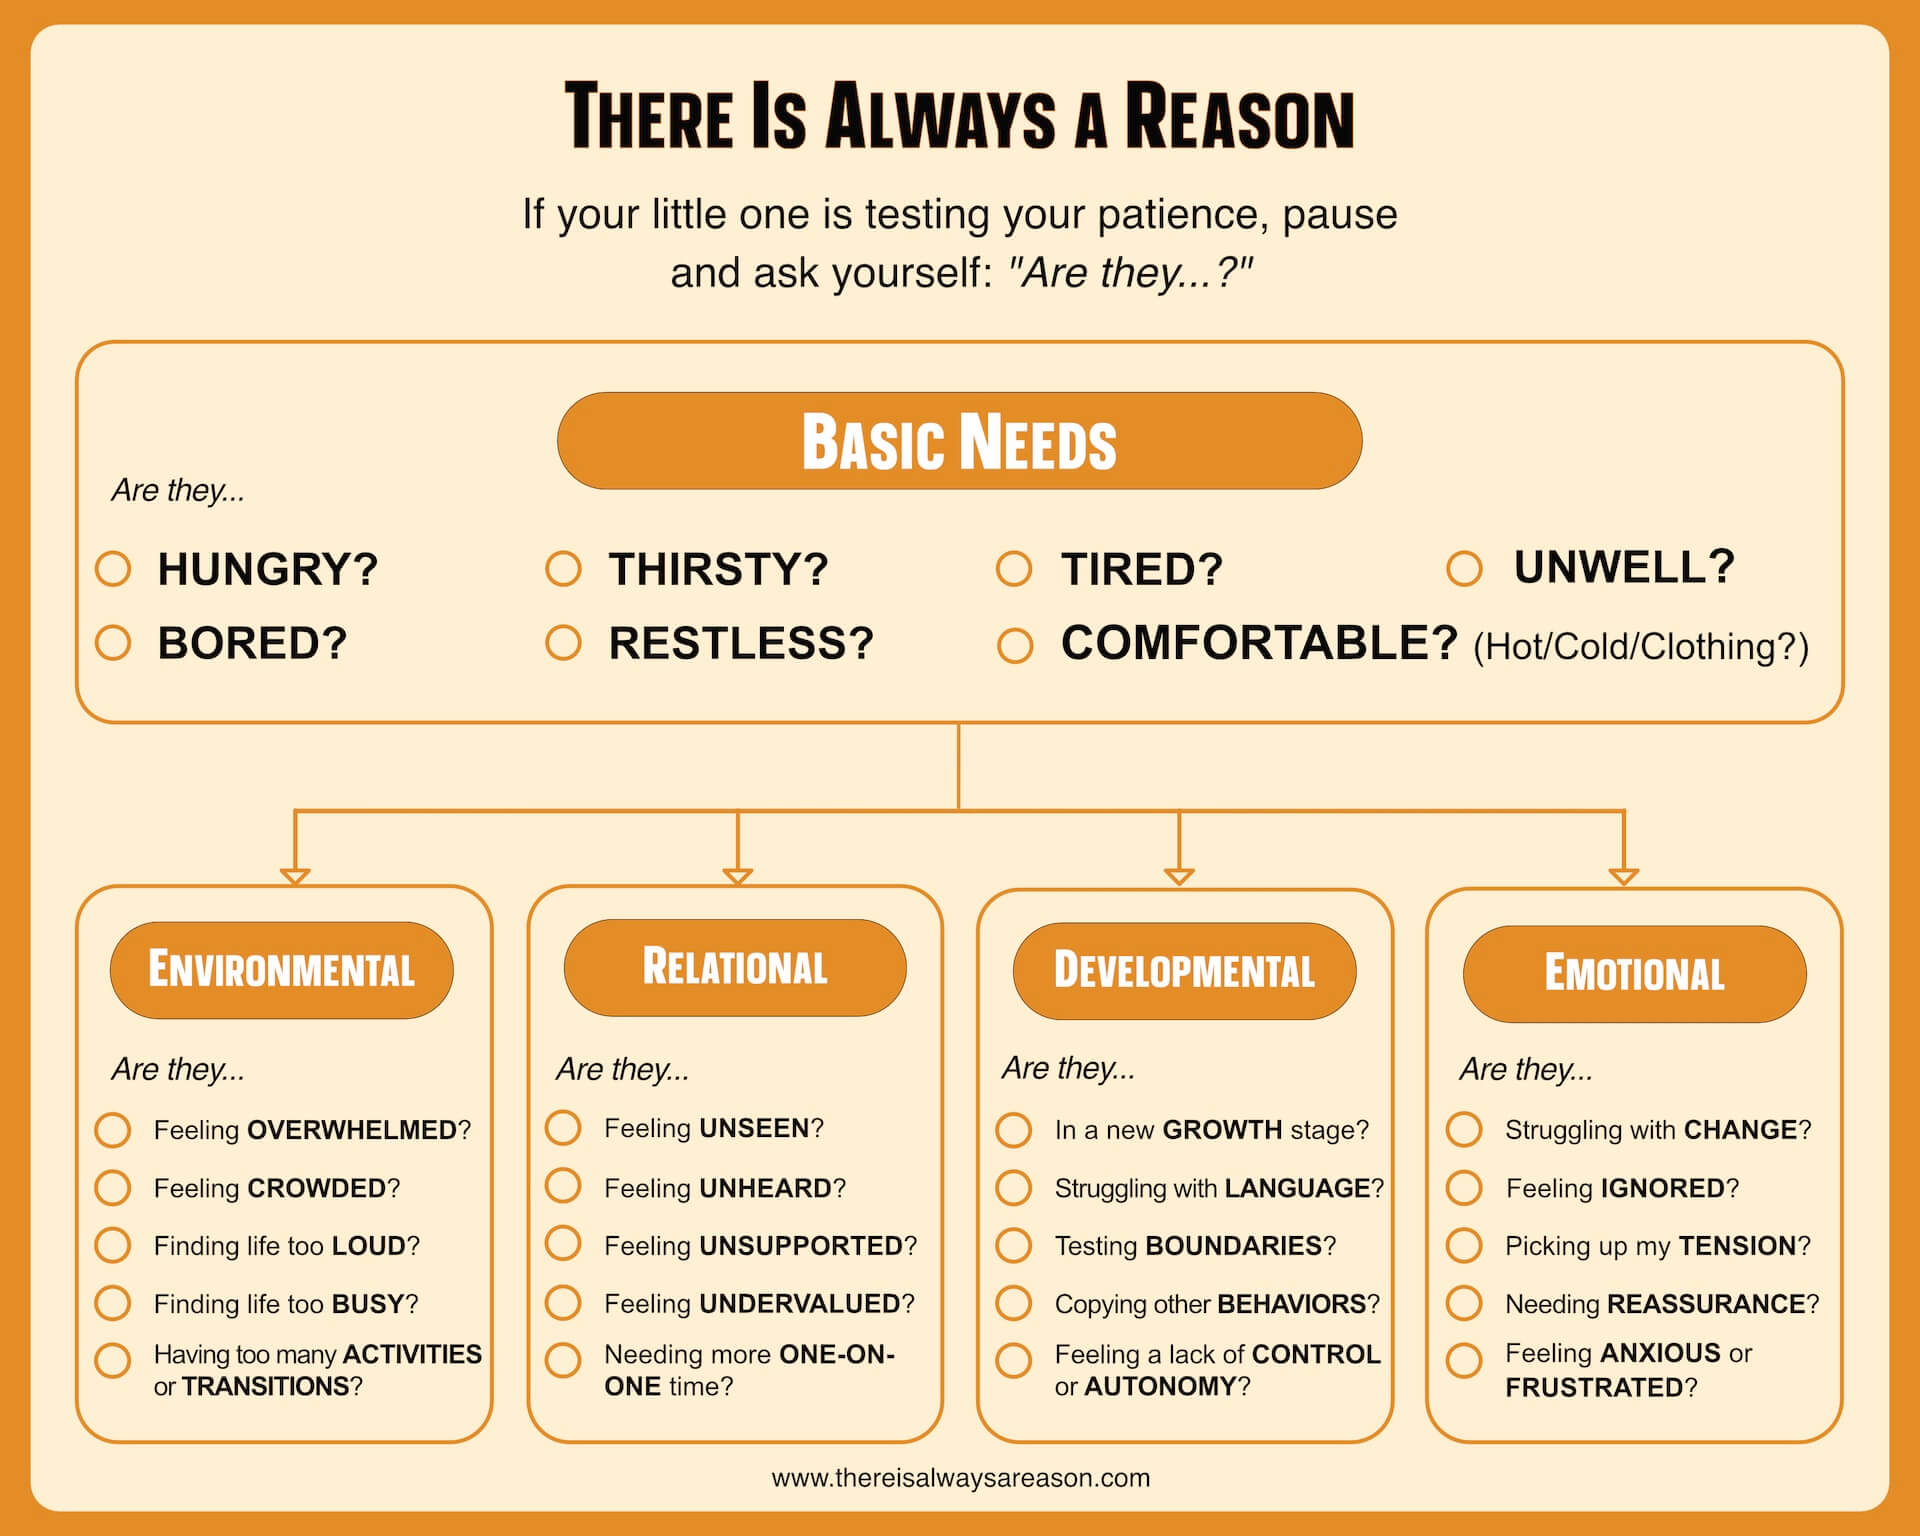 There Is Always a Reason
If your little one is testing your patience, pause
and ask yourself: "Are they...?"
Basic Needs
Are they...
HUNGRY?
THIRSTY?
TIRED?
UNWELL?
BORED?
RESTLESS?
COMFORTABLE? (Hot/Cold/Clothing?)
Environmental
Are they...
Feeling OVERWHELMED?
Feeling CROWDED?
Finding life too LOUD?
Finding life too BUSY?
Having too many ACTIVITIES
or TRANSITIONS?
Relational
Are they...
Feeling UNSEEN?
Feeling UNHEARD?
Feeling UNSUPPORTED?
Feeling UNDERVALUED?
Needing more ONE-ON-
ONE time?
Developmental
Are they...
In a new GROWTH stage?
Struggling with LANGUAGE?
Testing BOUNDARIES?
Copying other BEHAVIORS?
Feeling a lack of CONTROL
or AUTONOMY?
Emotional
Are they...
Struggling with CHANGE?
Feeling IGNORED?
Picking up my TENSION?
Needing REASSURANCE?
Feeling ANXIOUS or
FRUSTRATED?
www.thereisalwaysareason.com